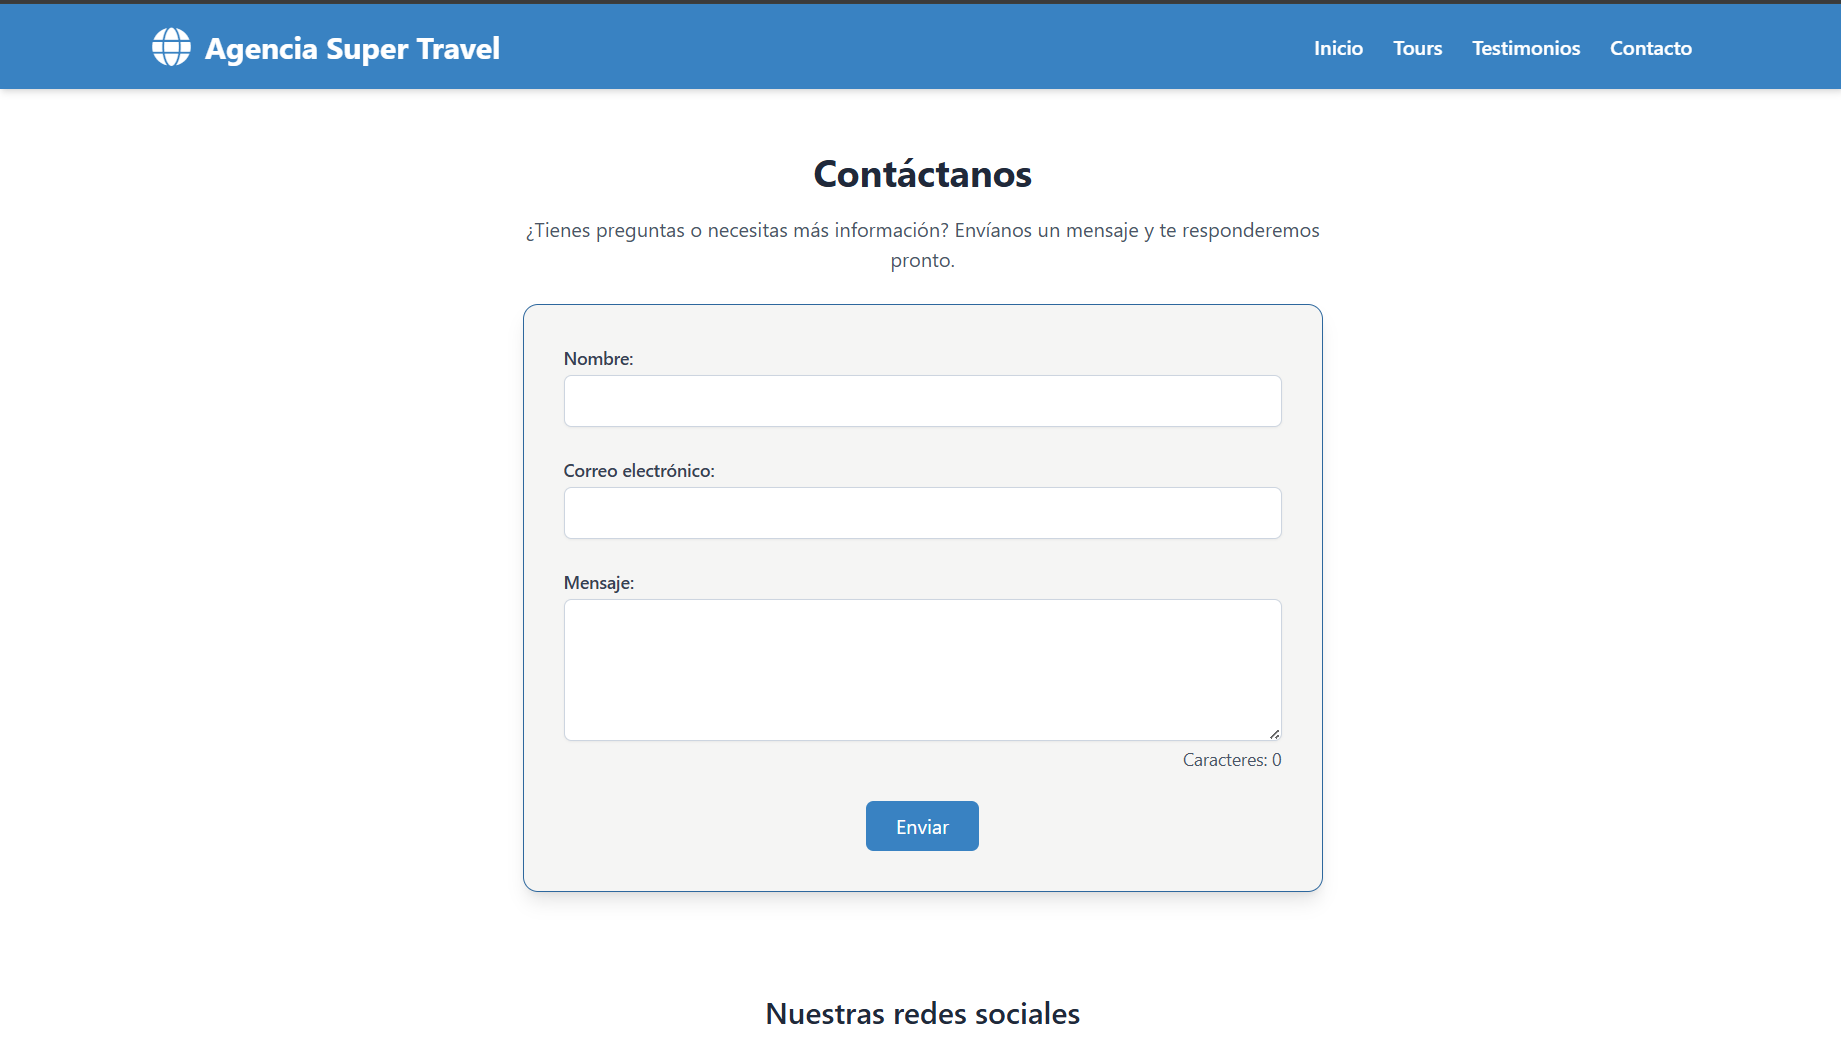 Agencia Super Travel
Inicio Tours Testimonios Contacto
Contáctanos
¿Tienes preguntas o necesitas más información? Envíanos un mensaje y te responderemos
pronto.
Nombre:
Correo electrónico:
Mensaje:
Caracteres: 0
Enviar
Nuestras redes sociales